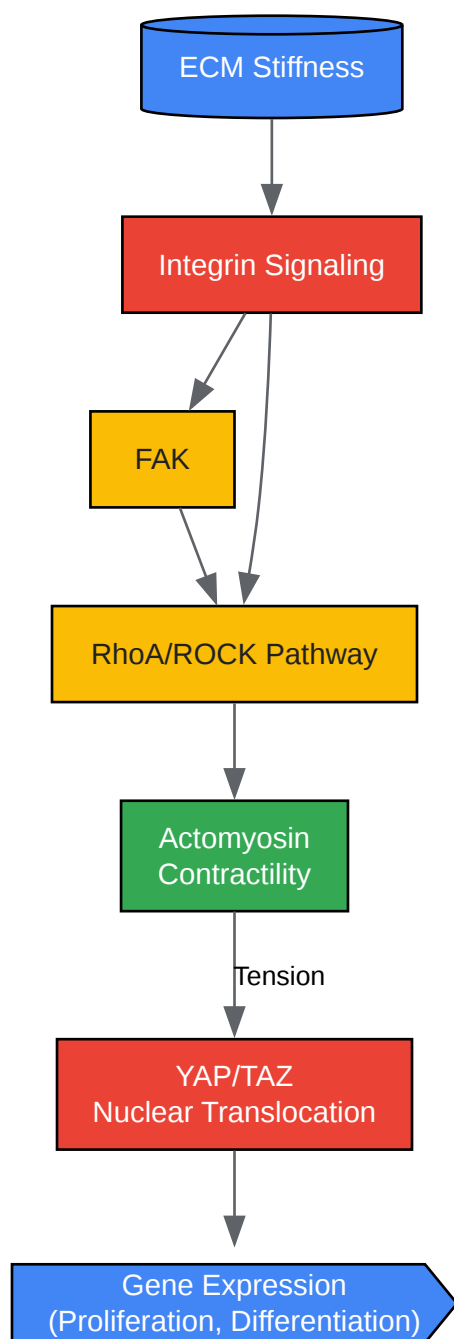 ECM Stiffness
Integrin Signaling
FAK
RhoA/ROCK Pathway
Actomyosin
Contractility
Tension
YAP/TAZ
Nuclear Translocation
Gene Expression
(Proliferation, Differentiation)